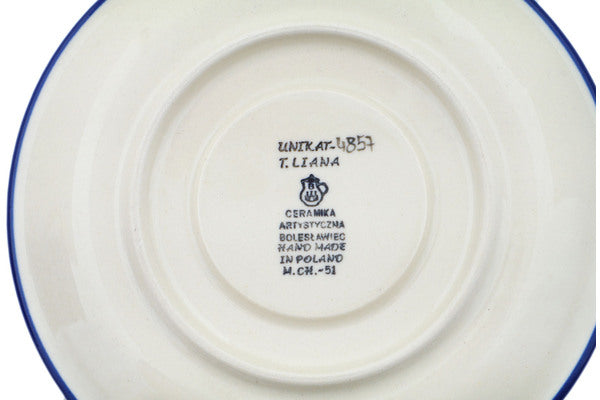 UNIKAT-4857
T. LIANA
CERAMIKA
ARTYSTYCZNA
BOLESŁAWIEC
HAND MADE
IN POLAND
M.CH.-51